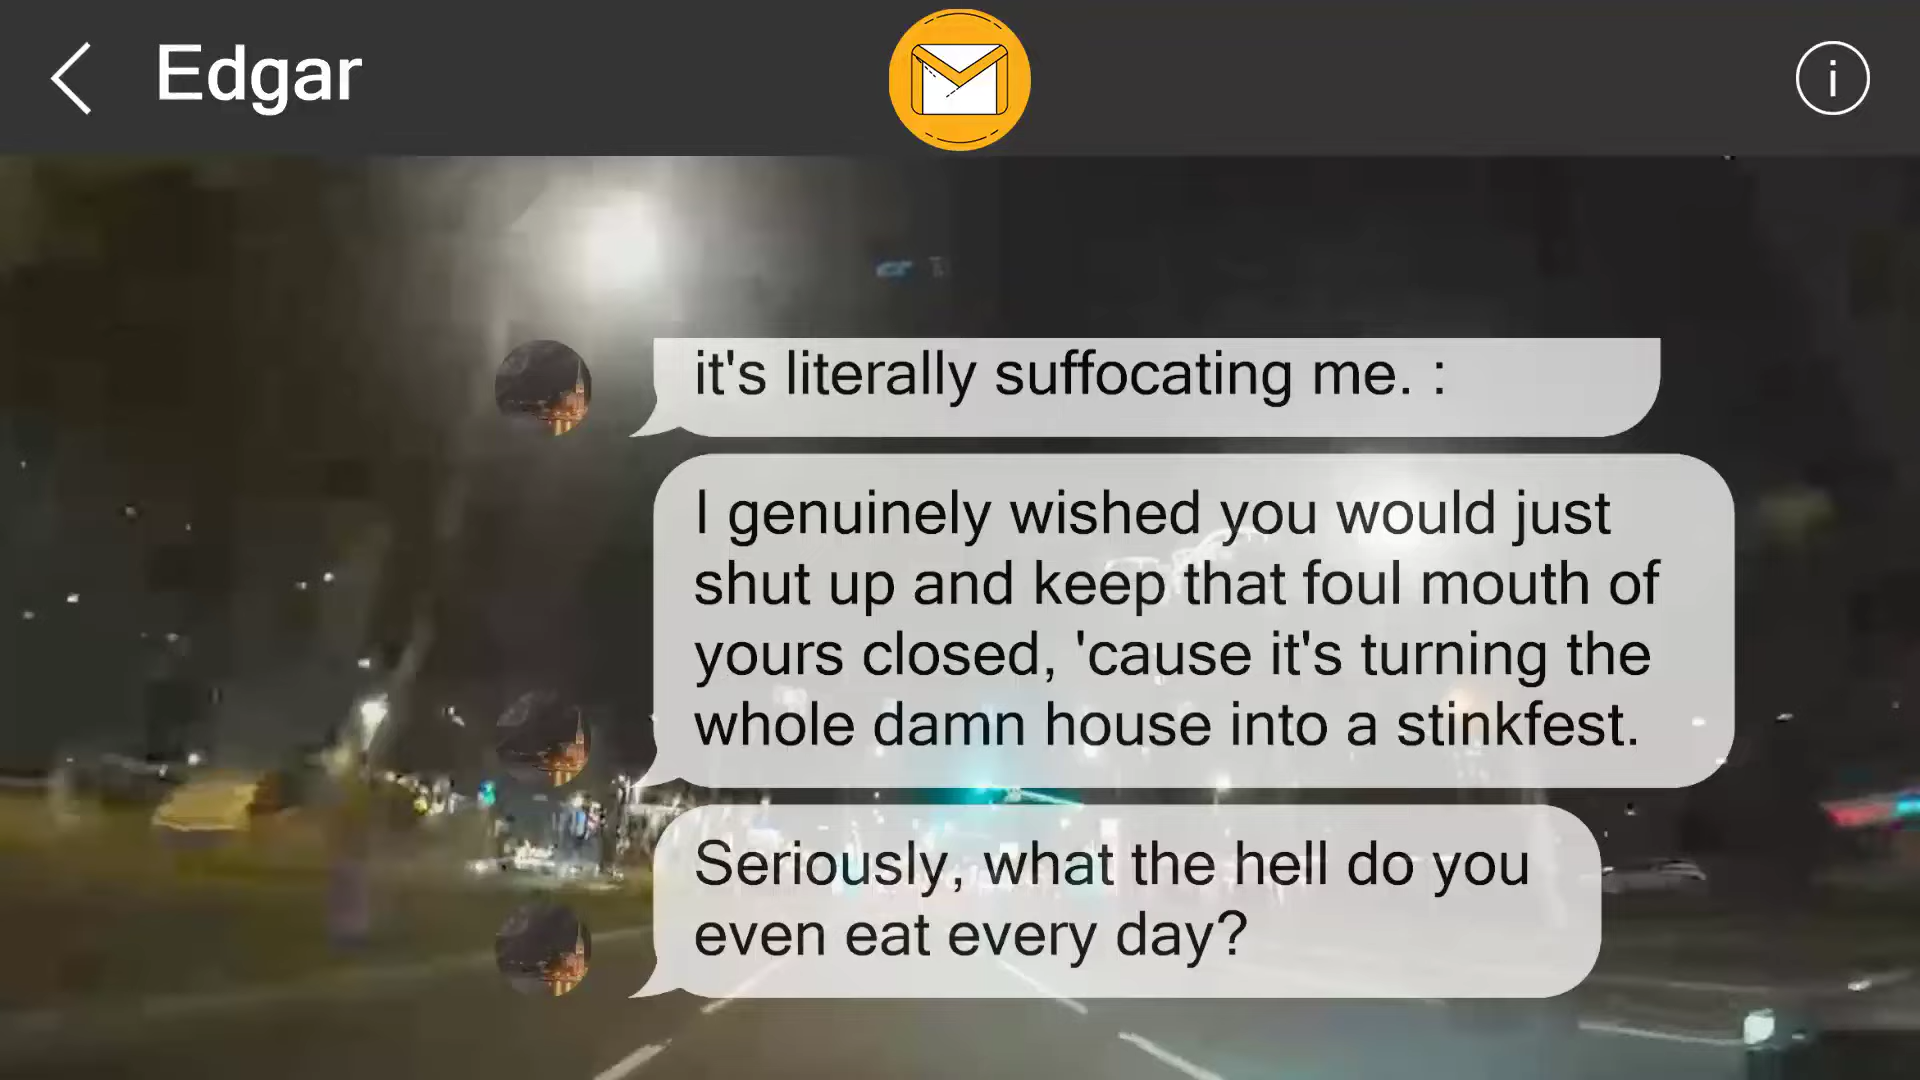 Edgar
i
it's literally suffocating me. :
I genuinely wished you would just
shut up and keep that foul mouth of
yours closed, 'cause it's turning the
whole damn house into a stinkfest.
Seriously, what the hell do you
even eat every day?